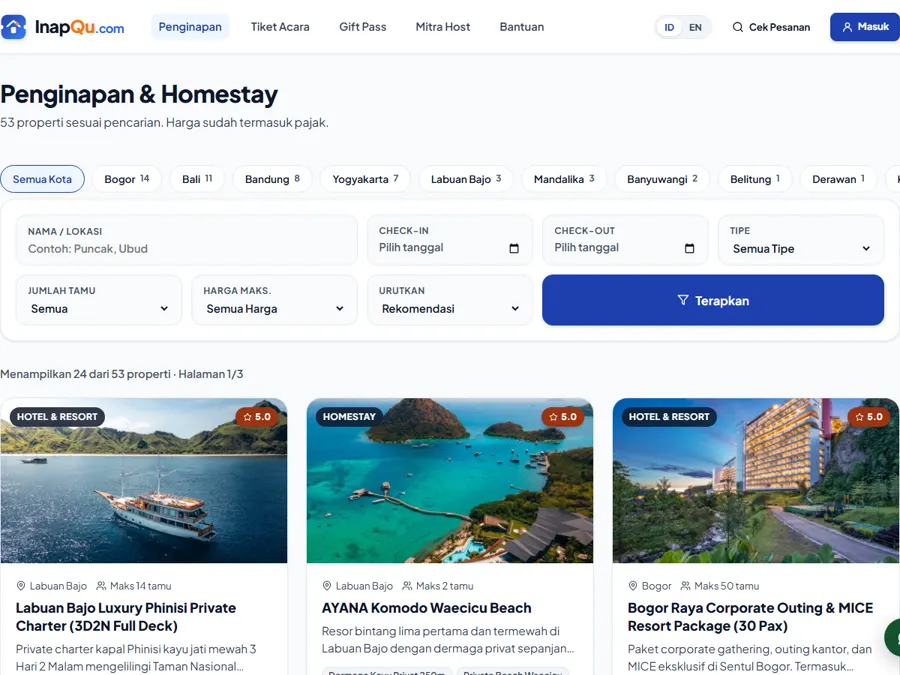 InapQu.com
Penginapan
Tiket Acara
Gift Pass
Mitra Host
Bantuan
ID
EN
Cek Pesanan
Masuk
Penginapan & Homestay
53 properti sesuai pencarian. Harga sudah termasuk pajak.
Semua Kota
Bogor 14
Bali 11
Bandung 8
Yogyakarta 7
Labuan Bajo 3
Mandalika 3
Banyuwangi 2
Belitung 1
Derawan 1
NAMA / LOKASI
Contoh: Puncak, Ubud
CHECK-IN
Pilih tanggal
CHECK-OUT
Pilih tanggal
TIPE
Semua Tipe
JUMLAH TAMU
Semua
HARGA MAKS.
Semua Harga
URUTKAN
Rekomendasi
Terapkan
Menampilkan 24 dari 53 properti · Halaman 1/3
HOTEL & RESORT
5.0
Labuan Bajo
Maks 14 tamu
Labuan Bajo Luxury Phinisi Private
Charter (3D2N Full Deck)
Private charter kapal Phinisi kayu jati mewah 3
Hari 2 Malam mengelilingi Taman Nasional...
HOMESTAY
5.0
Labuan Bajo
Maks 2 tamu
AYANA Komodo Waecicu Beach
Resor bintang lima pertama dan termewah di
Labuan Bajo dengan dermaga privat sepanjan...
Dermaga Kayu Privat 250m
Private Beach Waecicu
HOTEL & RESORT
5.0
Bogor
Maks 50 tamu
Bogor Raya Corporate Outing & MICE
Resort Package (30 Pax)
Paket corporate gathering, outing kantor, dan
MICE eksklusif di Sentul Bogor. Termasuk...